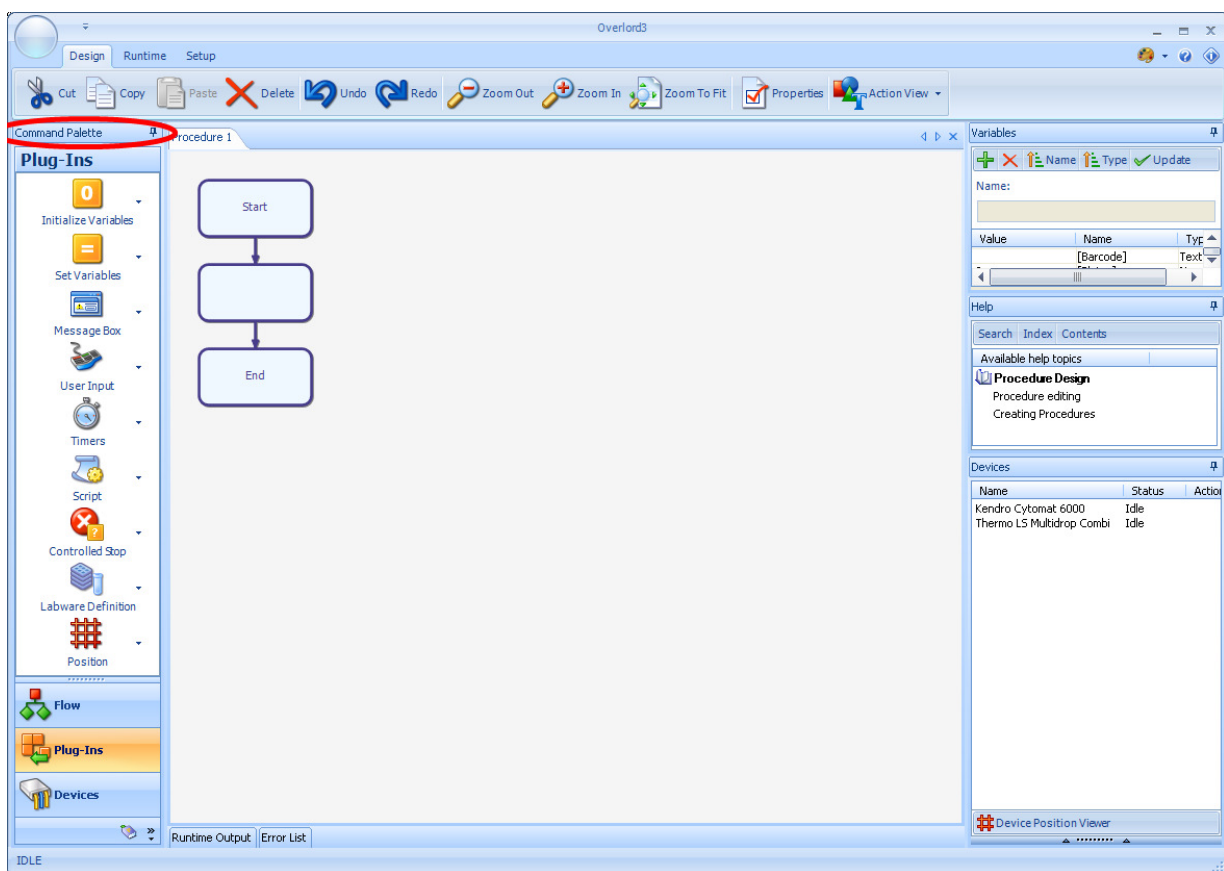 Overlord3
Design Runtime Setup
Cut Copy Paste Delete Undo Redo Zoom Out Zoom In Zoom To Fit Properties Action View
Command Palette
Plug-Ins
0
Initialize Variables
=
Set Variables
Message Box
User Input
Timers
Script
Controlled Stop
Labware Definition
Position
Flow
Plug-Ins
Devices
Procedure 1
Start
End
Runtime Output Error List
Variables
Name Type Update
Name:
Value Name
[Barcode] Text
Help
Search Index Contents
Available help topics
Procedure Design
Procedure editing
Creating Procedures
Devices
Name Status Action
Kendro Cytomat 6000 Idle
Thermo LS Multidrop Combi Idle
Device Position Viewer
IDLE